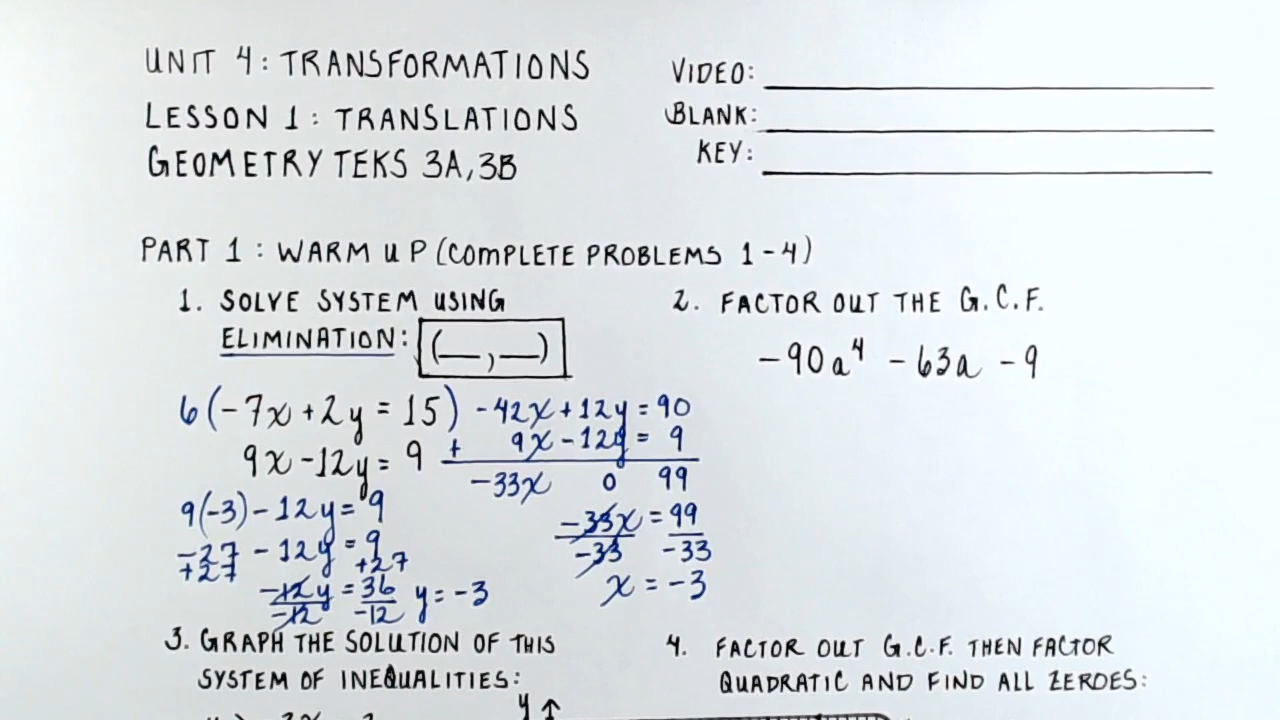 UNIT 4: TRANSFORMATIONS
LESSON 1: TRANSLATIONS
GEOMETRY TEKS 3A, 3B
VIDEO:
BLANK:
KEY:
PART 1: WARM UP (COMPLETE PROBLEMS 1-4)
1. SOLVE SYSTEM USING
ELIMINATION: (__,__)
6(-7x+2y=15)
9x-12y=9
-42x+12y=90
+ 9x-12y=9
-33x 0 99
-33x=99
-33 -33
x=-3
9(-3)-12y=9
-27-12y=9
+27 +27
-12y=36
-12 -12
y=-3
2. FACTOR OUT THE G.C.F.
-90a⁴ -63a -9
3. GRAPH THE SOLUTION OF THIS
SYSTEM OF INEQUALITIES:
y
4. FACTOR OUT G.C.F. THEN FACTOR
QUADRATIC AND FIND ALL ZEROES: